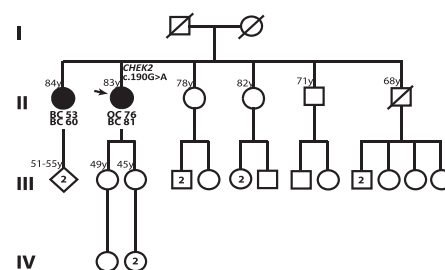 I
CHEK2
c.190G>A
84y
83y
78y
82y
71y
68y
II
BC 53
BC 60
OC 76
BC 81
51-55y
49y
45y
III
2
2
2
2
IV
2